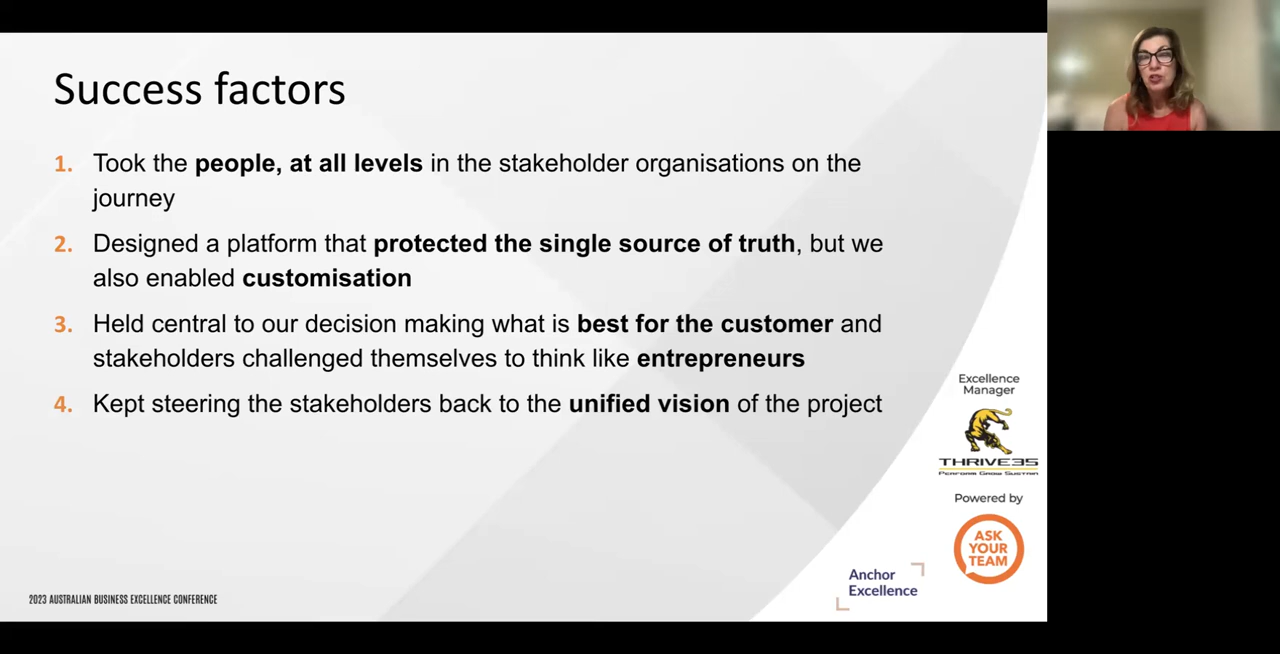 Success factors
1. Took the people, at all levels in the stakeholder organisations on the
journey
2. Designed a platform that protected the single source of truth, but we
also enabled customisation
3. Held central to our decision making what is best for the customer and
stakeholders challenged themselves to think like entrepreneurs
4. Kept steering the stakeholders back to the unified vision of the project
Excellence
Manager
THRIVE3S
PERFORM GROW SUSTAIN
Powered by
ASK
YOUR
TEAM
Anchor
Excellence
2023 AUSTRALIAN BUSINESS EXCELLENCE CONFERENCE